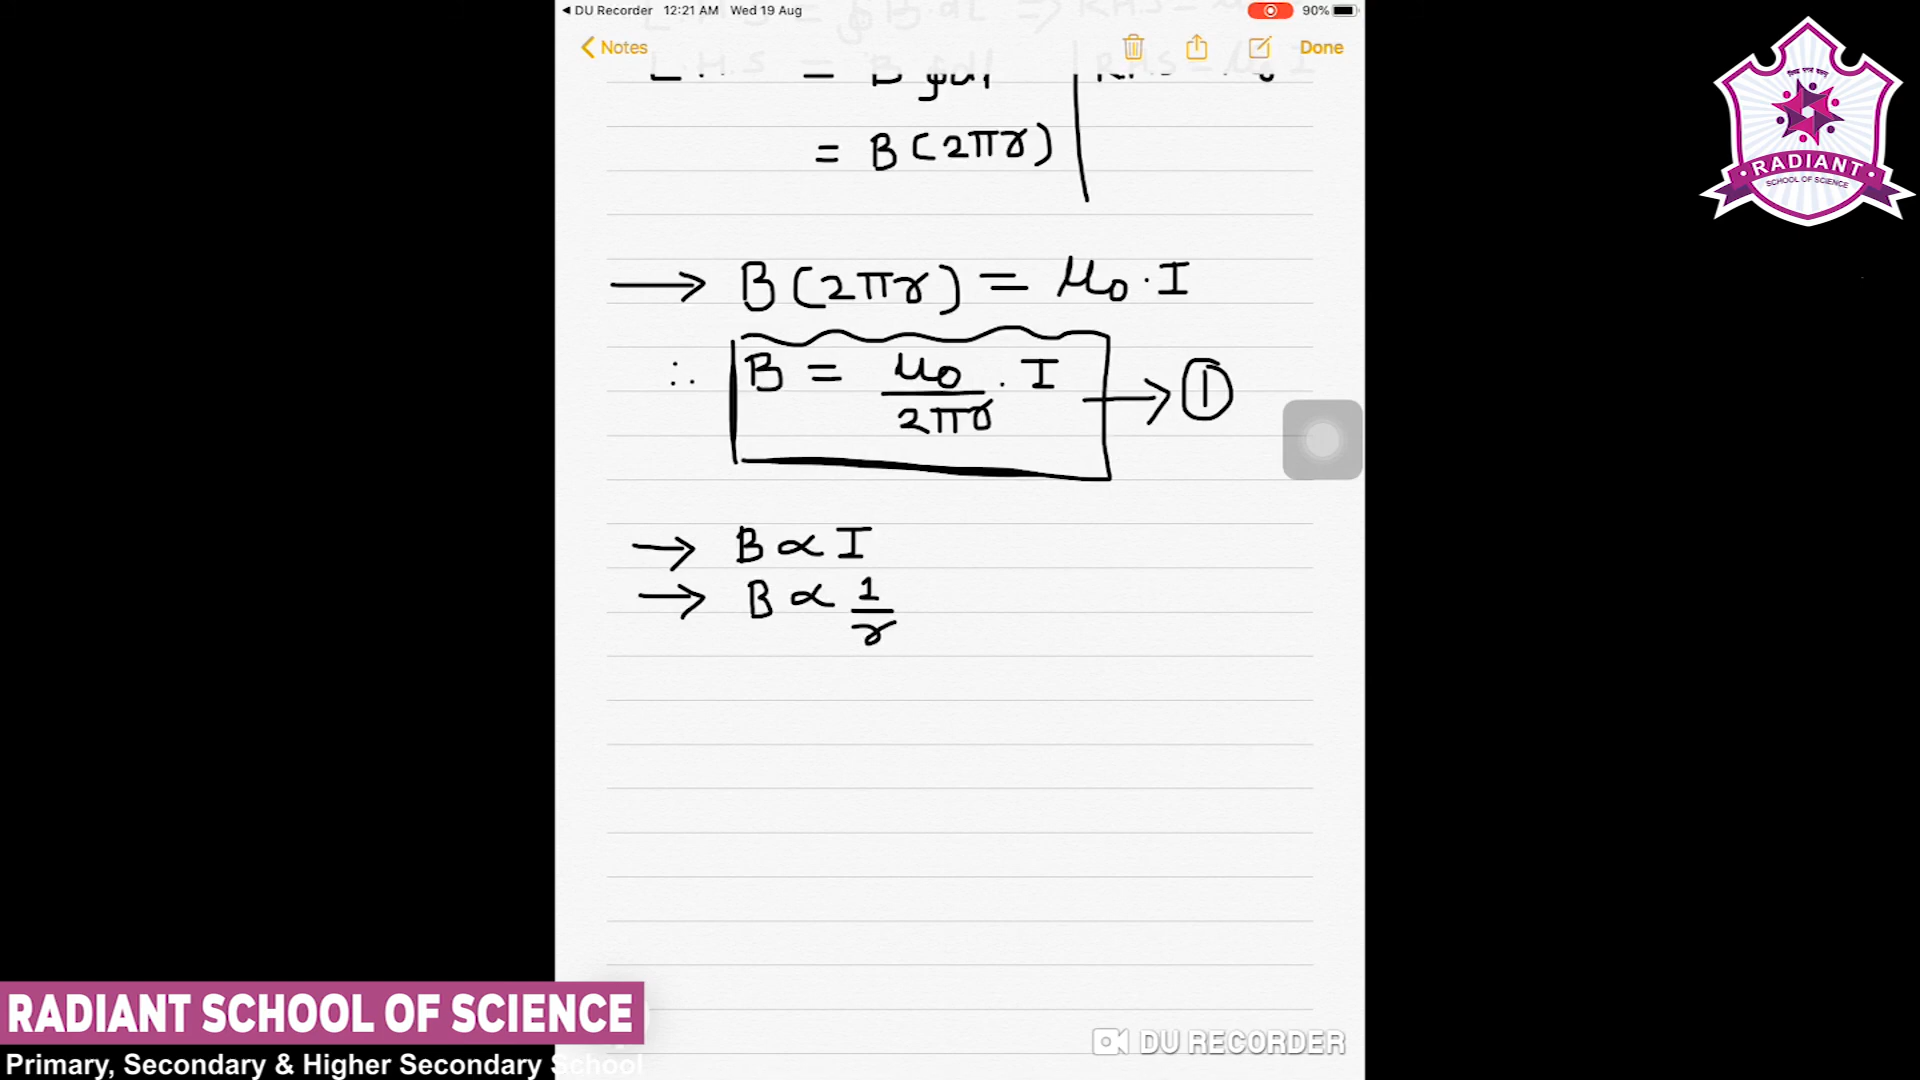 DU Recorder 12:21 AM Wed 19 Aug 90%
Notes Done
= B (2πr)
→ B (2πr) = μ₀ · I
∴ B = μ₀/2πr · I → ①
→ B ∝ I
→ B ∝ 1/r
RADIANT
SCHOOL OF SCIENCE
RADIANT SCHOOL OF SCIENCE
Primary, Secondary & Higher Secondary School
DU RECORDER